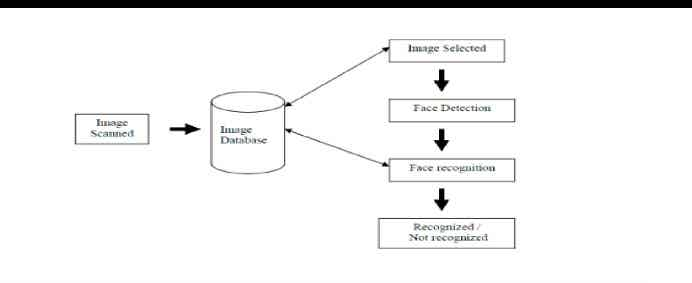 Image
Scanned
Image
Database
Image Selected
Face Detection
Face recognition
Recognized /
Not recognized